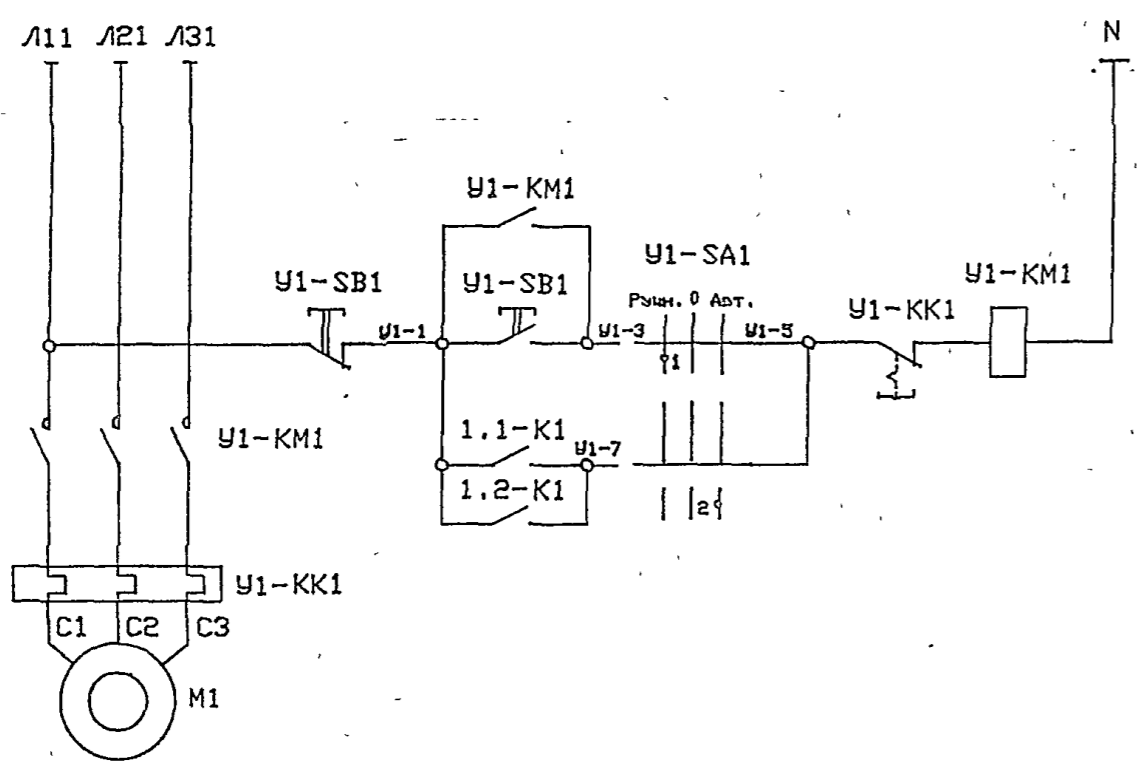 Л11 Л21 Л31 N
У1-КМ1
У1-SA1
У1-КМ1
У1-SB1 У1-SB1
Ручн. 0 Авт.
У1-КК1
У1-1 У1-3 У1-5
1
У1-КМ1
1.1-К1
У1-7
1.2-К1
2
У1-КК1
С1 С2 С3
М1